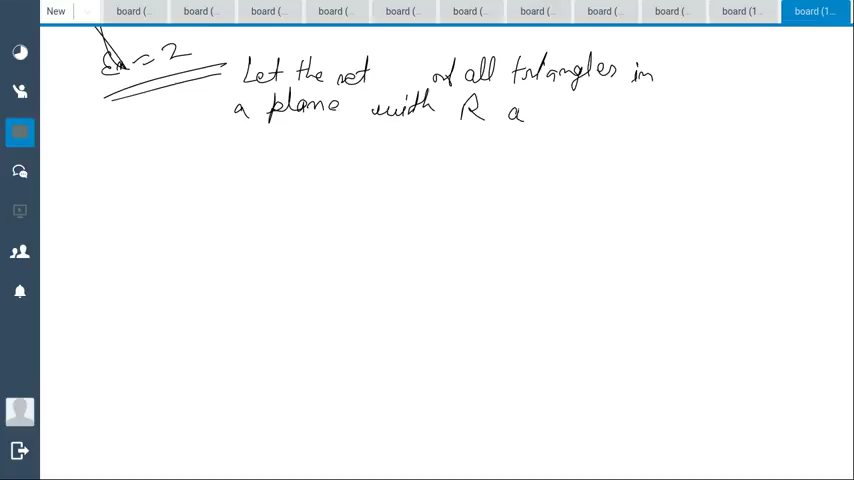 New board (... board (... board (... board (... board (... board (... board (... board (... board (... board (1... board (1...
Ex = 2
Let the set of all triangles in
a plane with R a